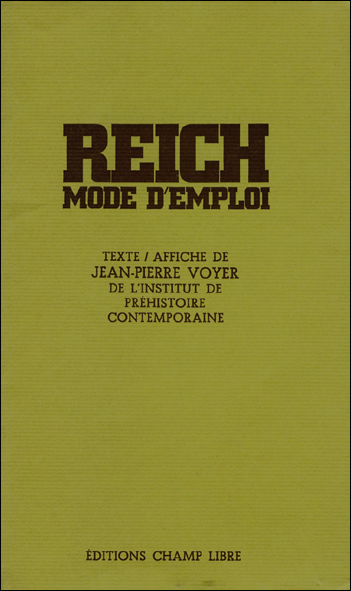 REICH
MODE D'EMPLOI
TEXTE / AFFICHE DE
JEAN-PIERRE VOYER
DE L'INSTITUT DE
PRÉHISTOIRE
CONTEMPORAINE
ÉDITIONS CHAMP LIBRE